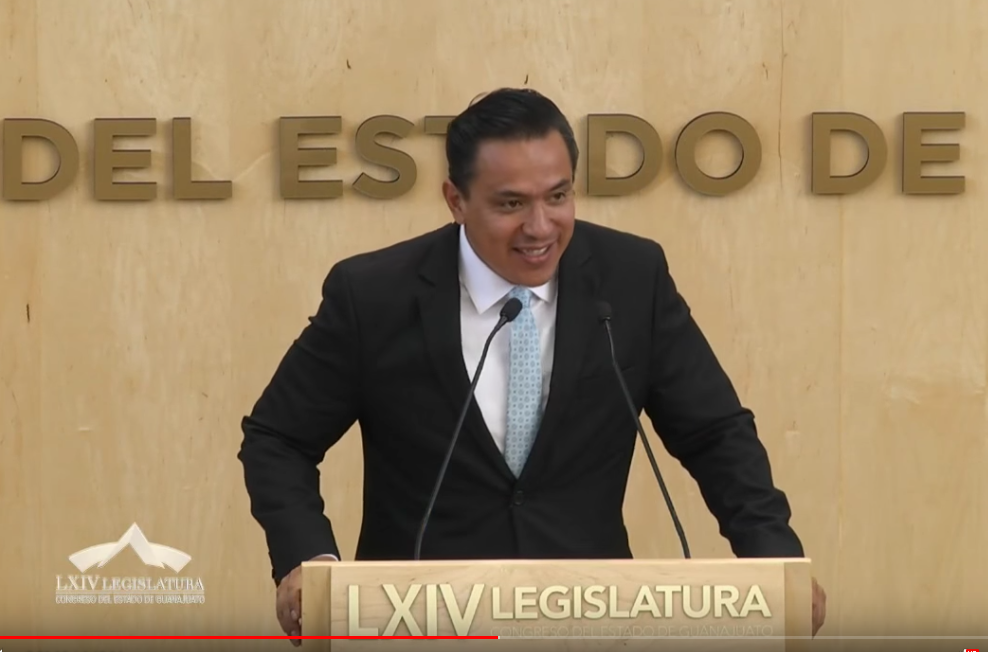 DEL ESTADO DE
LXIV LEGISLATURA
CONGRESO DEL ESTADO DE GUANAJUATO
LXIV LEGISLATURA
CONGRESO DEL ESTADO DE GUANAJUATO